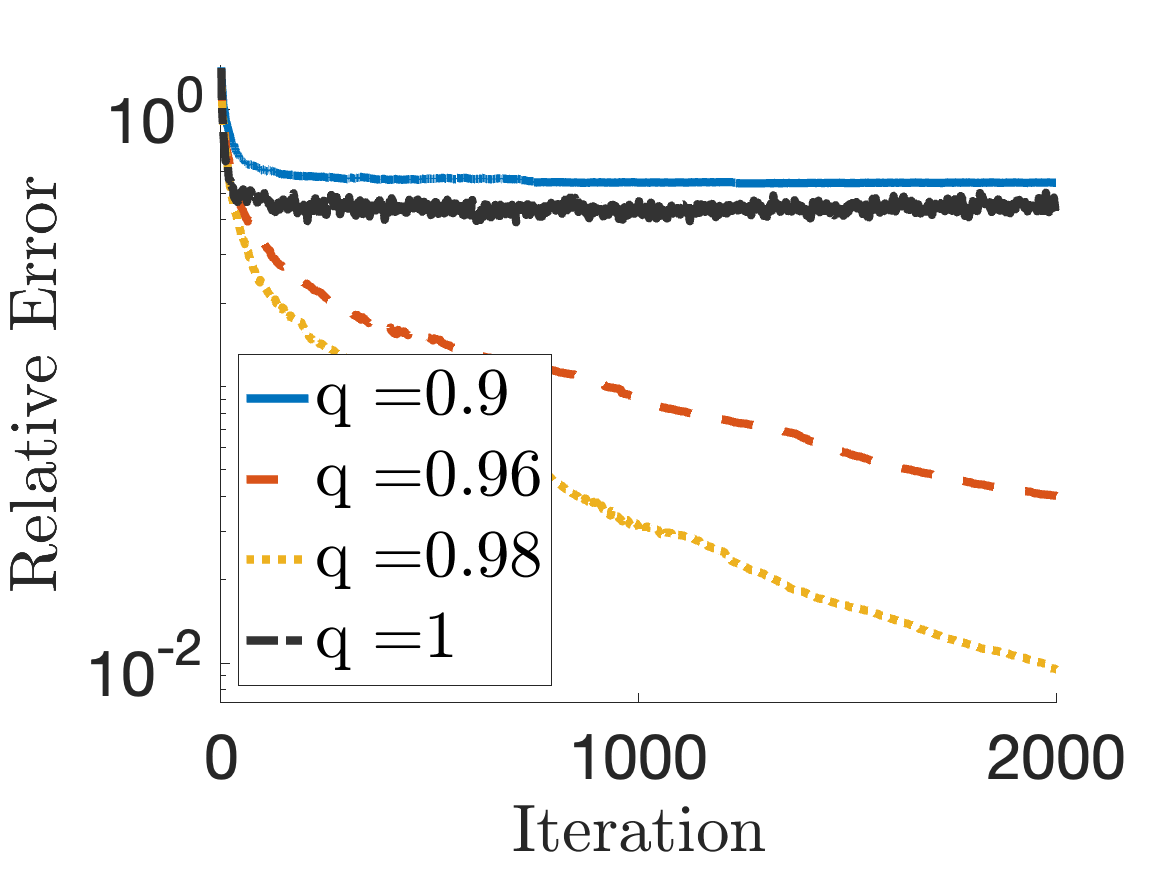 Relative Error
10^0
10^-2
q =0.9
q =0.96
q =0.98
q =1
0 1000 2000
Iteration